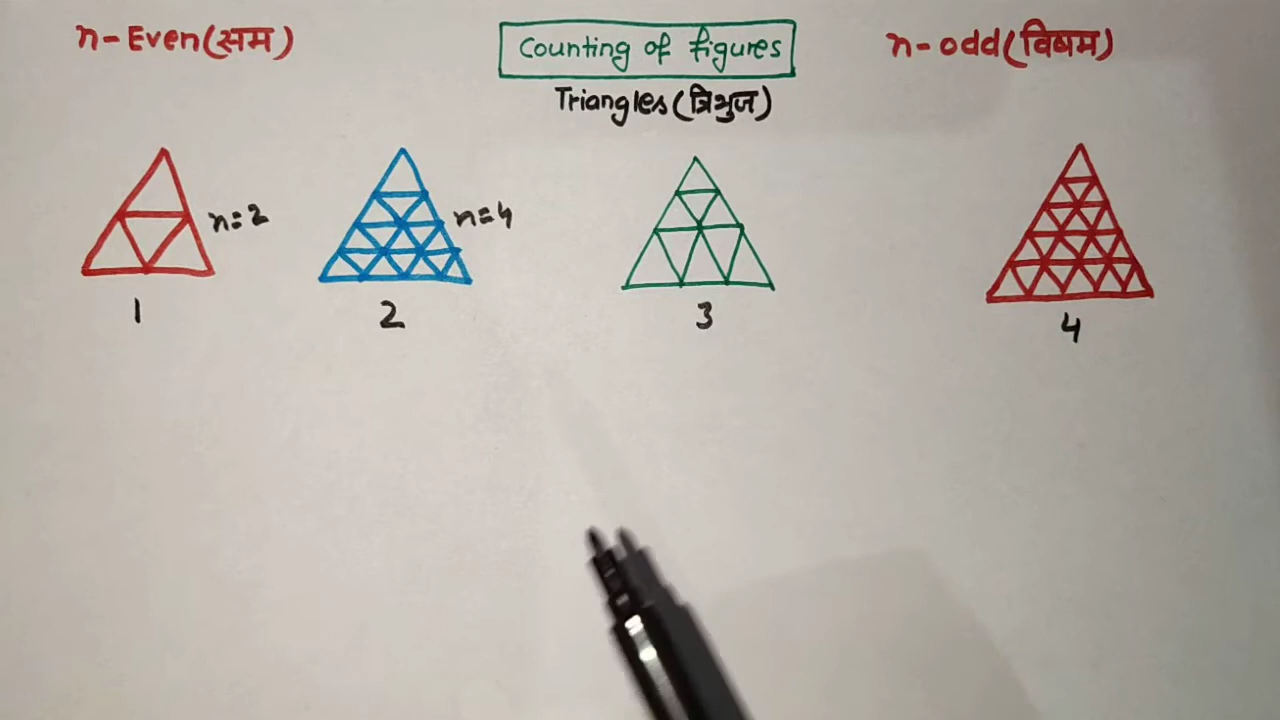 n-Even(सम)
Counting of figures
n-odd(विषम)
Triangles(त्रिभुज)
n=2
n=4
1
2
3
4